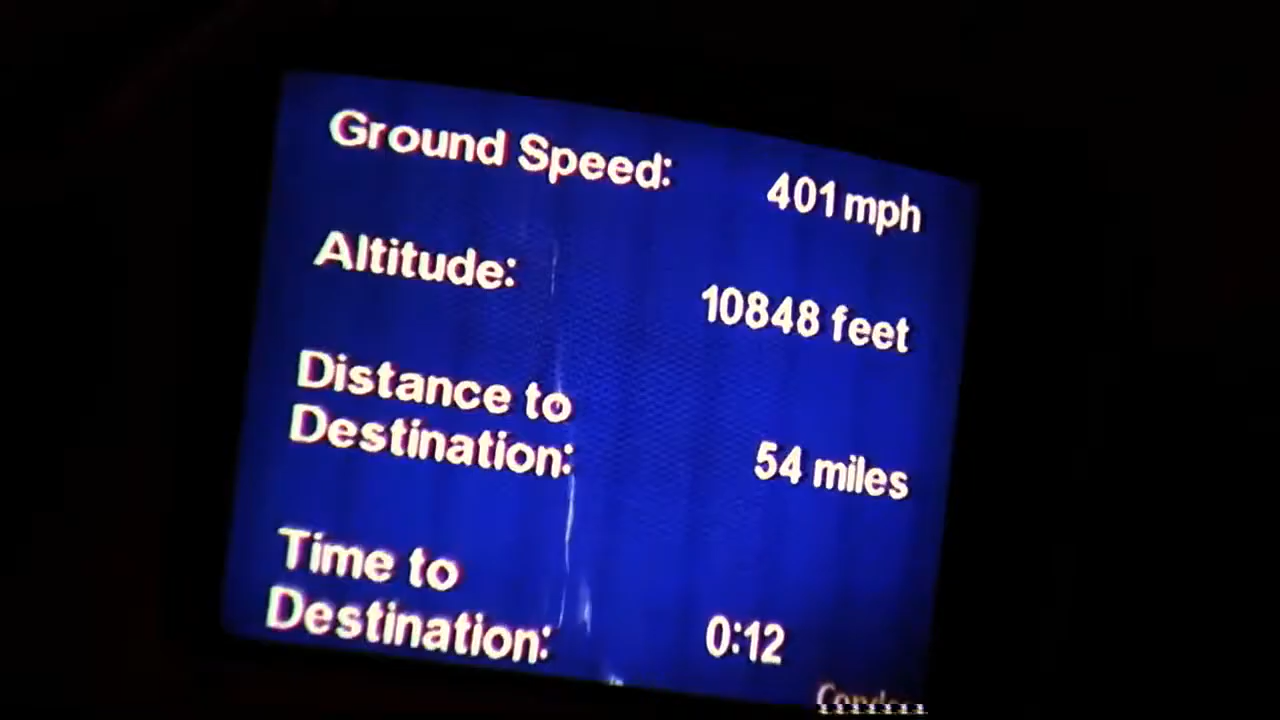 Ground Speed: 401 mph
Altitude: 10848 feet
Distance to
Destination: 54 miles
Time to
Destination: 0:12